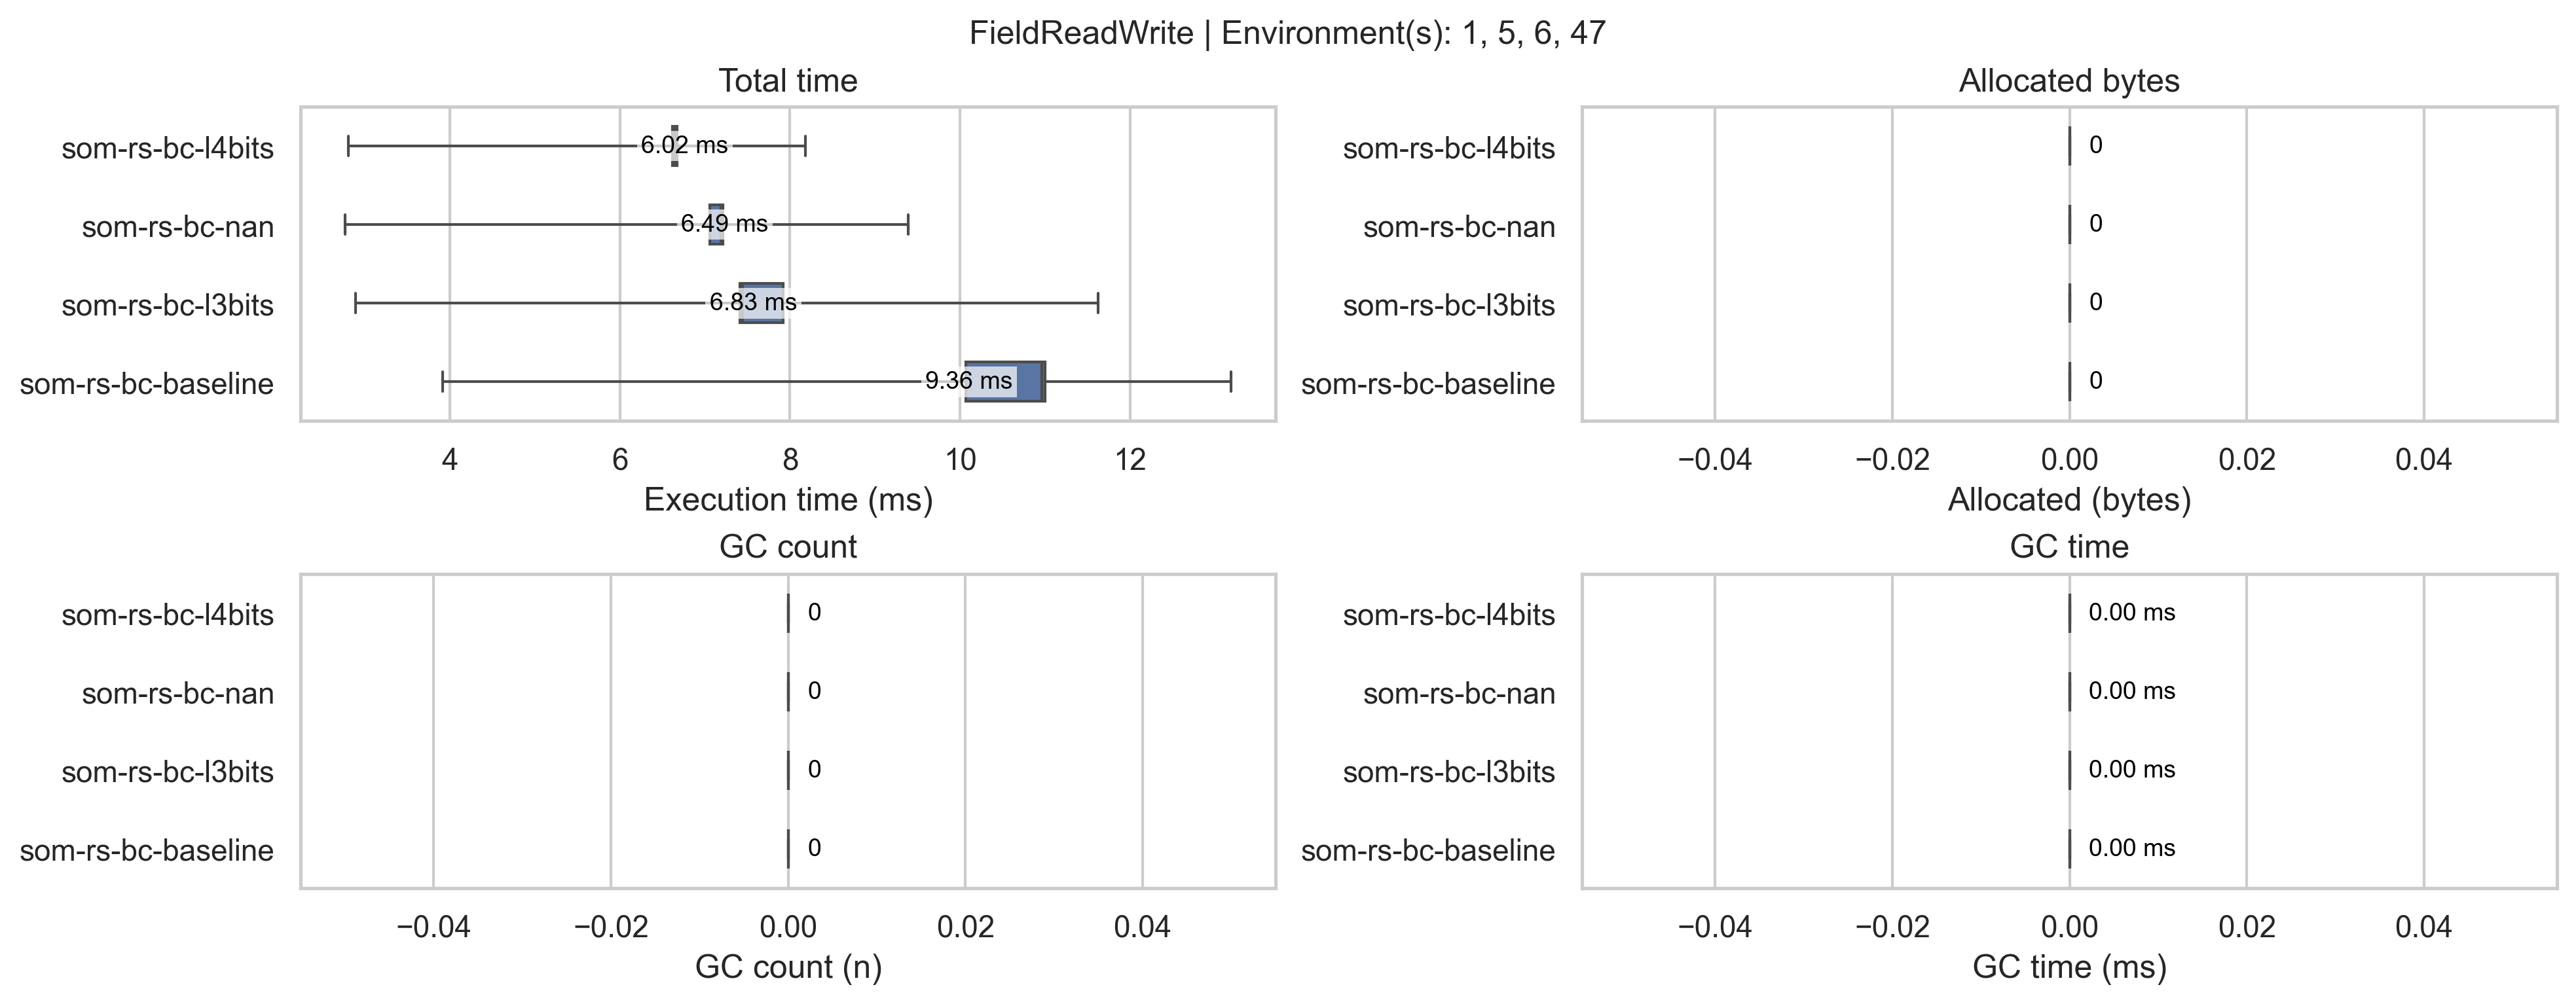 FieldReadWrite | Environment(s): 1, 5, 6, 47
Total time
som-rs-bc-l4bits
6.02 ms
som-rs-bc-nan
6.49 ms
som-rs-bc-l3bits
6.83 ms
som-rs-bc-baseline
9.36 ms
4 6 8 10 12
Execution time (ms)
Allocated bytes
som-rs-bc-l4bits
0
som-rs-bc-nan
0
som-rs-bc-l3bits
0
som-rs-bc-baseline
0
−0.04 −0.02 0.00 0.02 0.04
Allocated (bytes)
GC count
som-rs-bc-l4bits
0
som-rs-bc-nan
0
som-rs-bc-l3bits
0
som-rs-bc-baseline
0
−0.04 −0.02 0.00 0.02 0.04
GC count (n)
GC time
som-rs-bc-l4bits
0.00 ms
som-rs-bc-nan
0.00 ms
som-rs-bc-l3bits
0.00 ms
som-rs-bc-baseline
0.00 ms
−0.04 −0.02 0.00 0.02 0.04
GC time (ms)